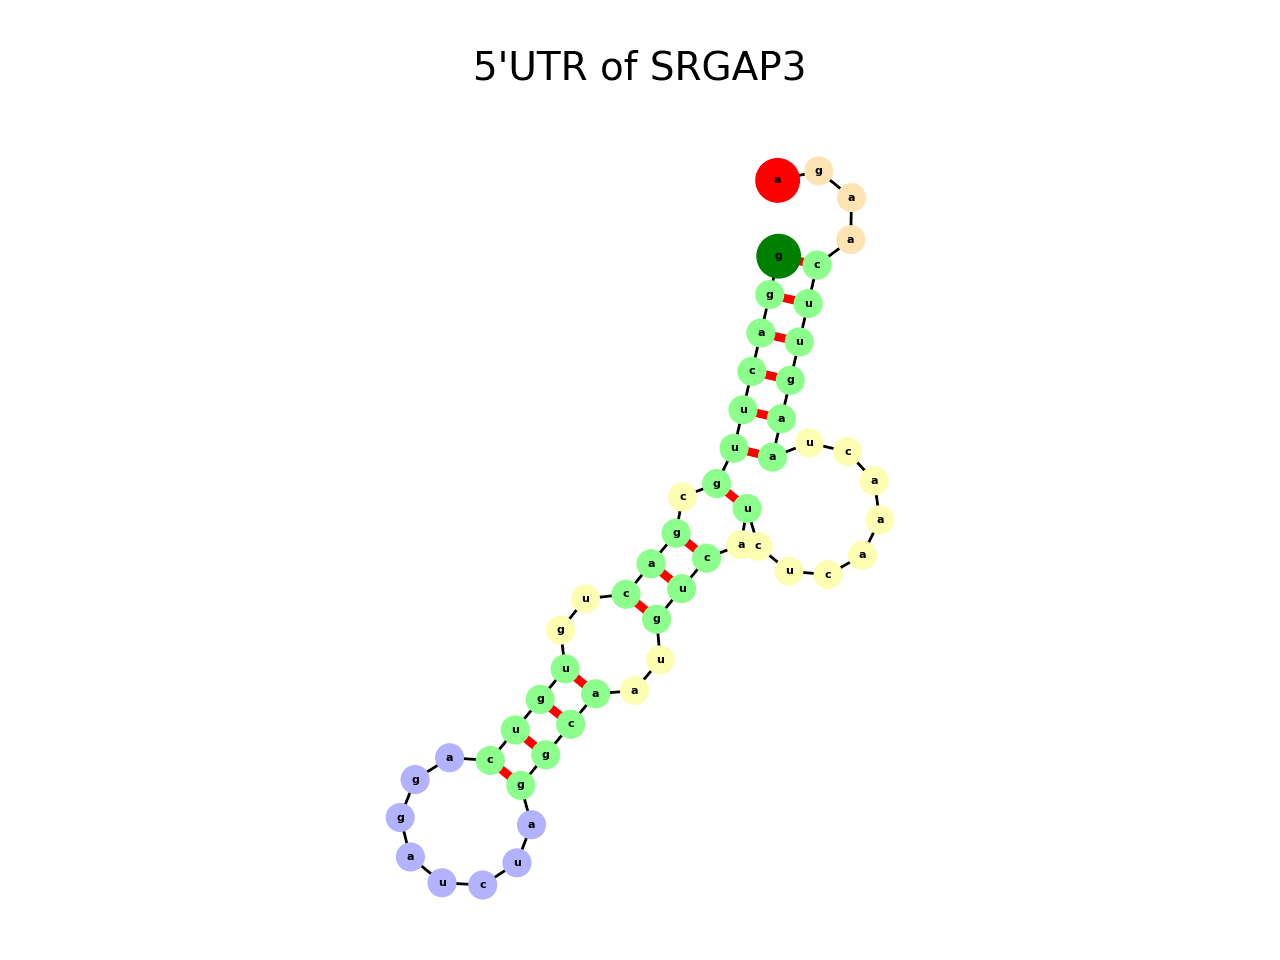 5'UTR of SRGAP3
a g
a
a
g c
g u
a u
c g
u a
u a u c
g a
c u a
g a c a
a c u c
u c u
g g
u u
g a a
u c
a c g
g g
g a
a u
u c